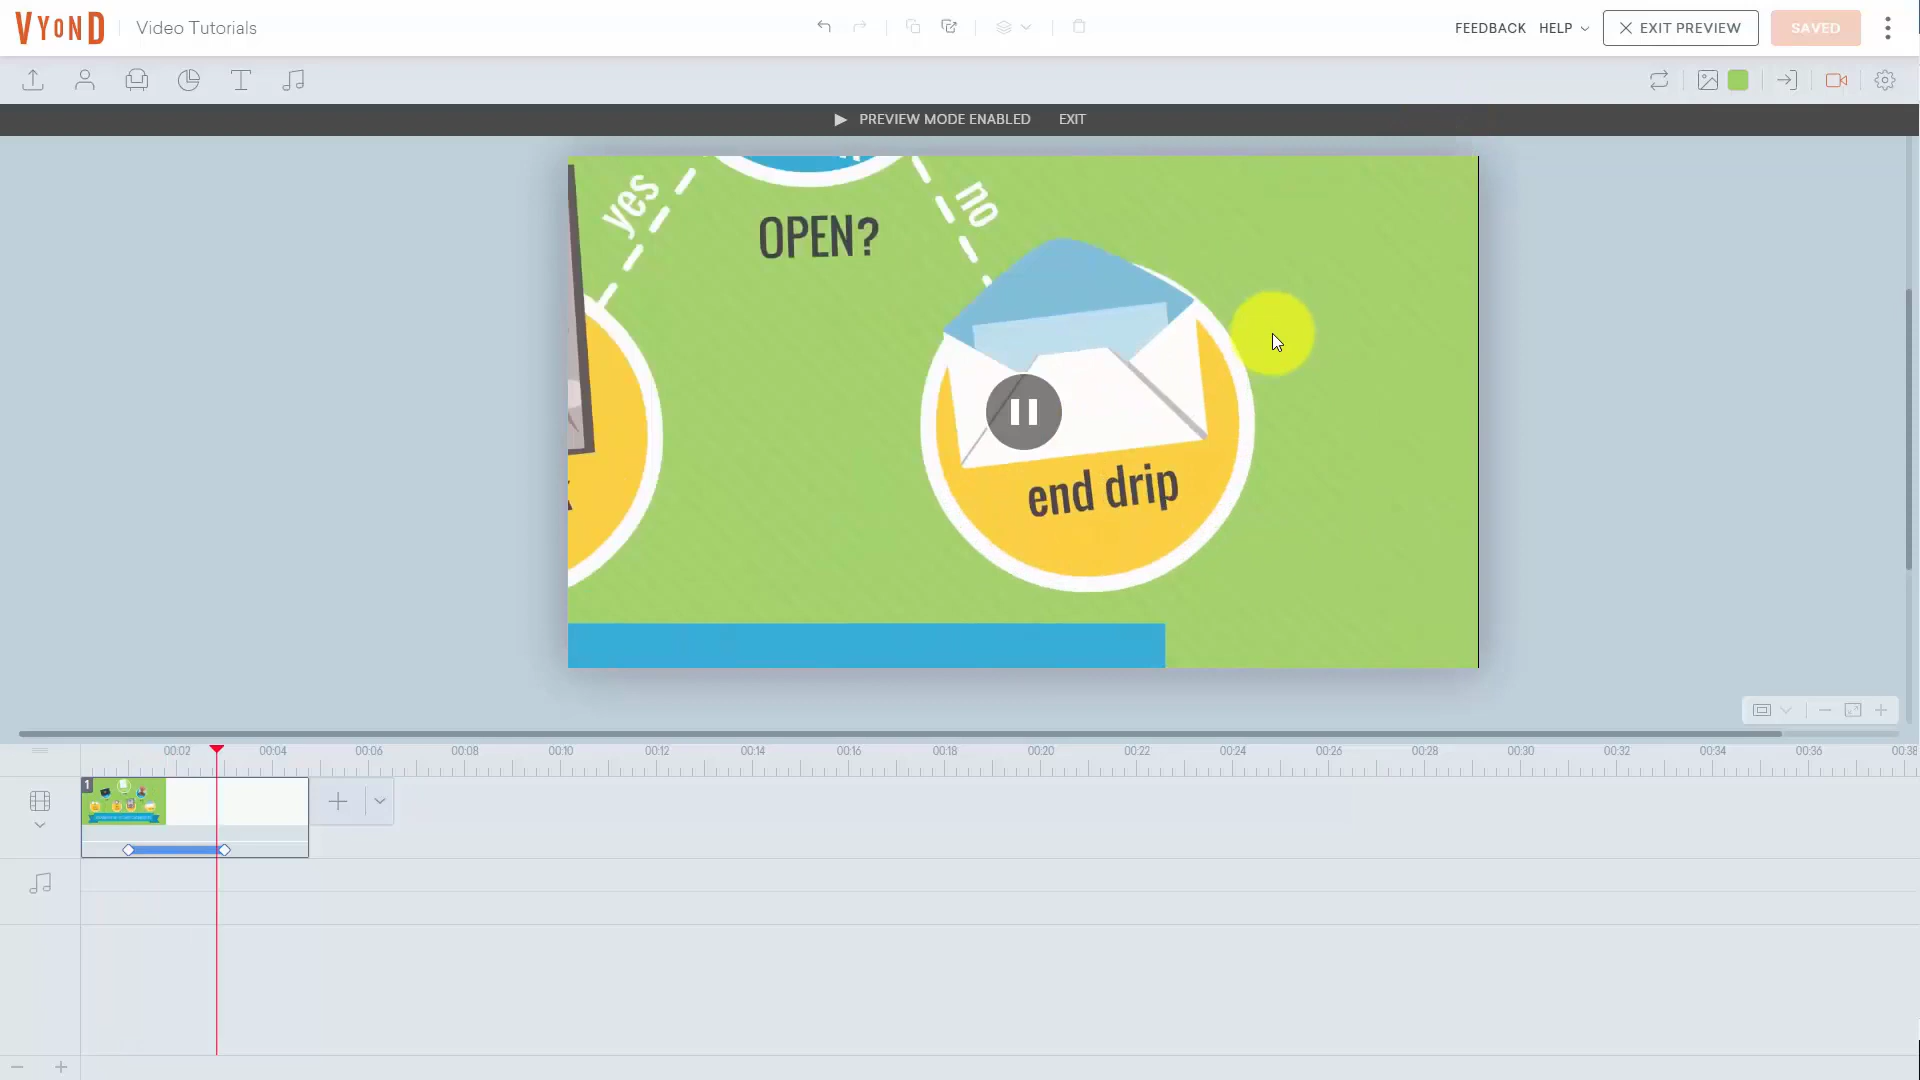 VYOND
Video Tutorials
FEEDBACK
HELP
EXIT PREVIEW
SAVED
PREVIEW MODE ENABLED
EXIT
yes
no
OPEN?
end drip
00:02
00:04
00:06
00:08
00:10
00:12
00:14
00:16
00:18
00:20
00:22
00:24
00:26
00:28
00:30
00:32
00:34
00:36
00:38
1